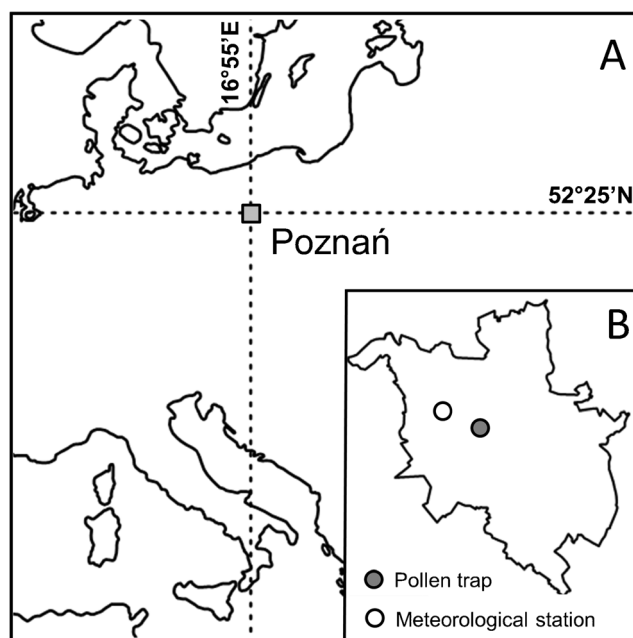 A
16°55'E
52°25'N
Poznań
B
Pollen trap
Meteorological station